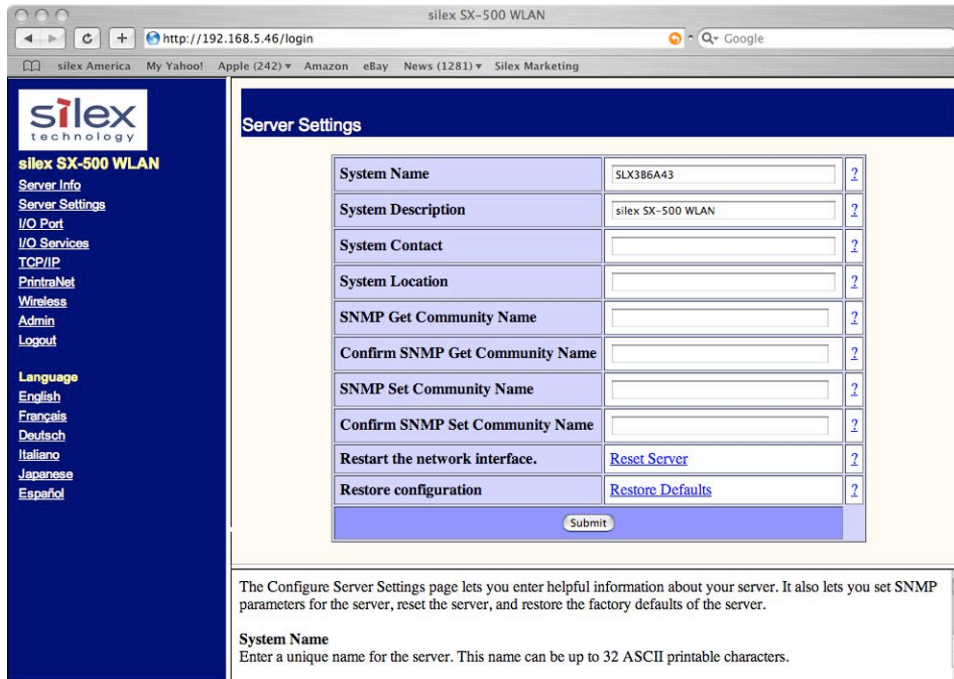 silex SX-500 WLAN
http://192.168.5.46/login
Google
silex America My Yahoo! Apple (242) Amazon eBay News (1281) Silex Marketing
silex
technology
silex SX-500 WLAN
Server Info
Server Settings
I/O Port
I/O Services
TCP/IP
PrintraNet
Wireless
Admin
Logout
Language
English
Français
Deutsch
Italiano
Japanese
Español
Server Settings
System Name SLX3B6A43 ?
System Description silex SX-500 WLAN ?
System Contact ?
System Location ?
SNMP Get Community Name ?
Confirm SNMP Get Community Name ?
SNMP Set Community Name ?
Confirm SNMP Set Community Name ?
Restart the network interface. Reset Server ?
Restore configuration Restore Defaults ?
Submit
The Configure Server Settings page lets you enter helpful information about your server. It also lets you set SNMP
parameters for the server, reset the server, and restore the factory defaults of the server.
System Name
Enter a unique name for the server. This name can be up to 32 ASCII printable characters.